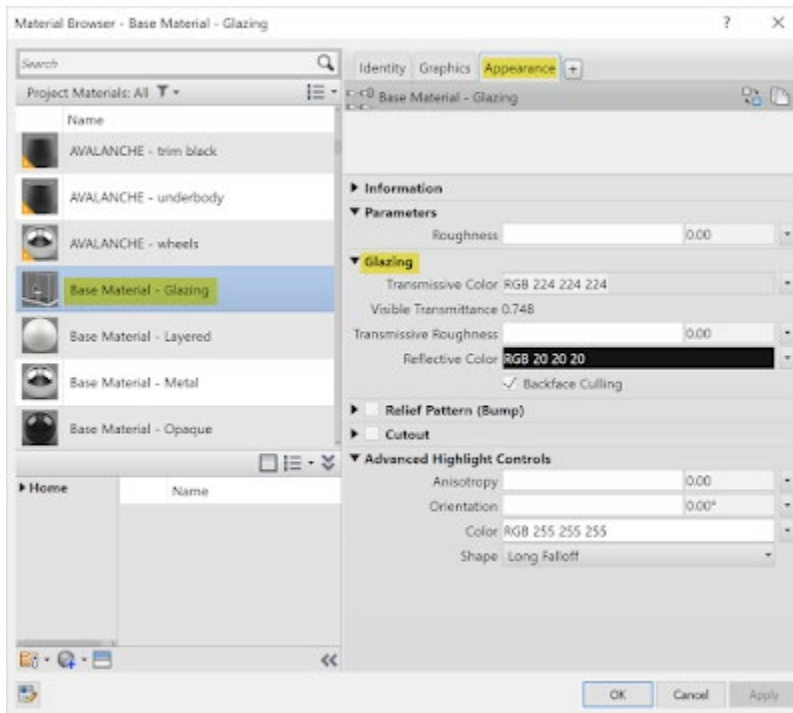 Material Browser - Base Material - Glazing
?
Search
Project Materials: All
Name
AVALANCHE - trim black
AVALANCHE - underbody
AVALANCHE - wheels
Base Material - Glazing
Base Material - Layered
Base Material - Metal
Base Material - Opaque
Home
Name
Identity Graphics Appearance +
Base Material - Glazing
Information
Parameters
Roughness 0.00
Glazing
Transmissive Color RGB 224 224 224
Visible Transmittance 0.748
Transmissive Roughness 0.00
Reflective Color RGB 20 20 20
Backface Culling
Relief Pattern (Bump)
Cutout
Advanced Highlight Controls
Anisotropy 0.00
Orientation 0.00°
Color RGB 255 255 255
Shape Long Falloff
OK Cancel Apply